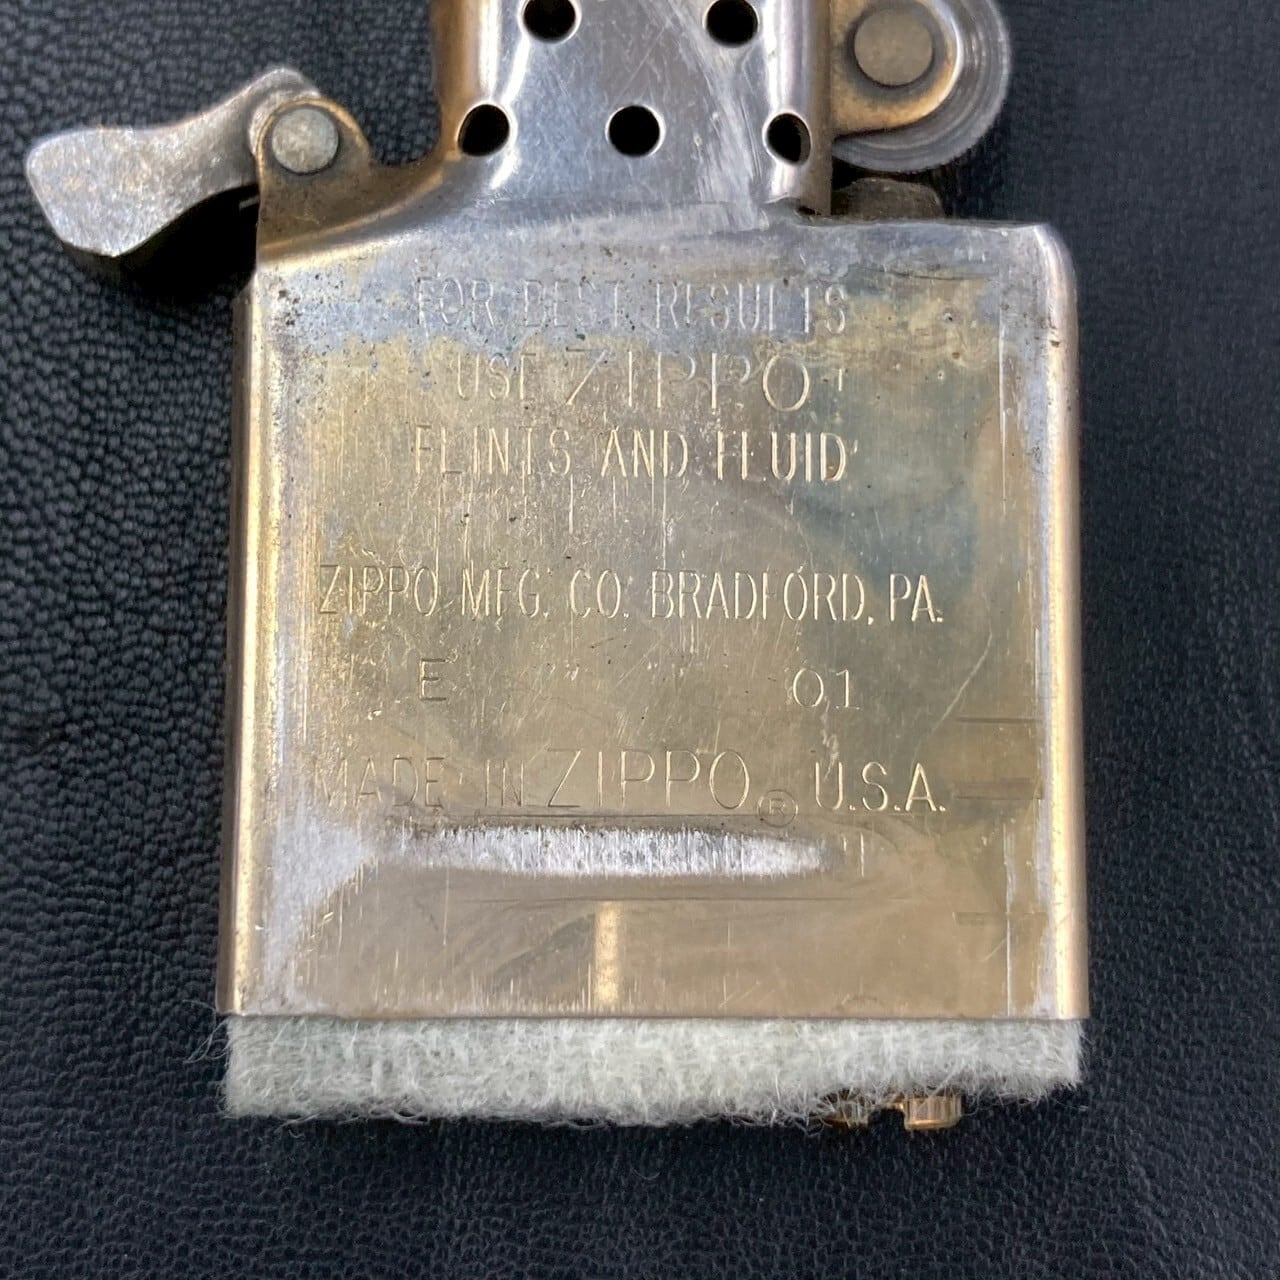 FOR BEST RESULTS
USE ZIPPO
FLINTS AND FLUID
ZIPPO MFG. CO. BRADFORD, PA.
E 01
MADE IN ZIPPO ® U.S.A.